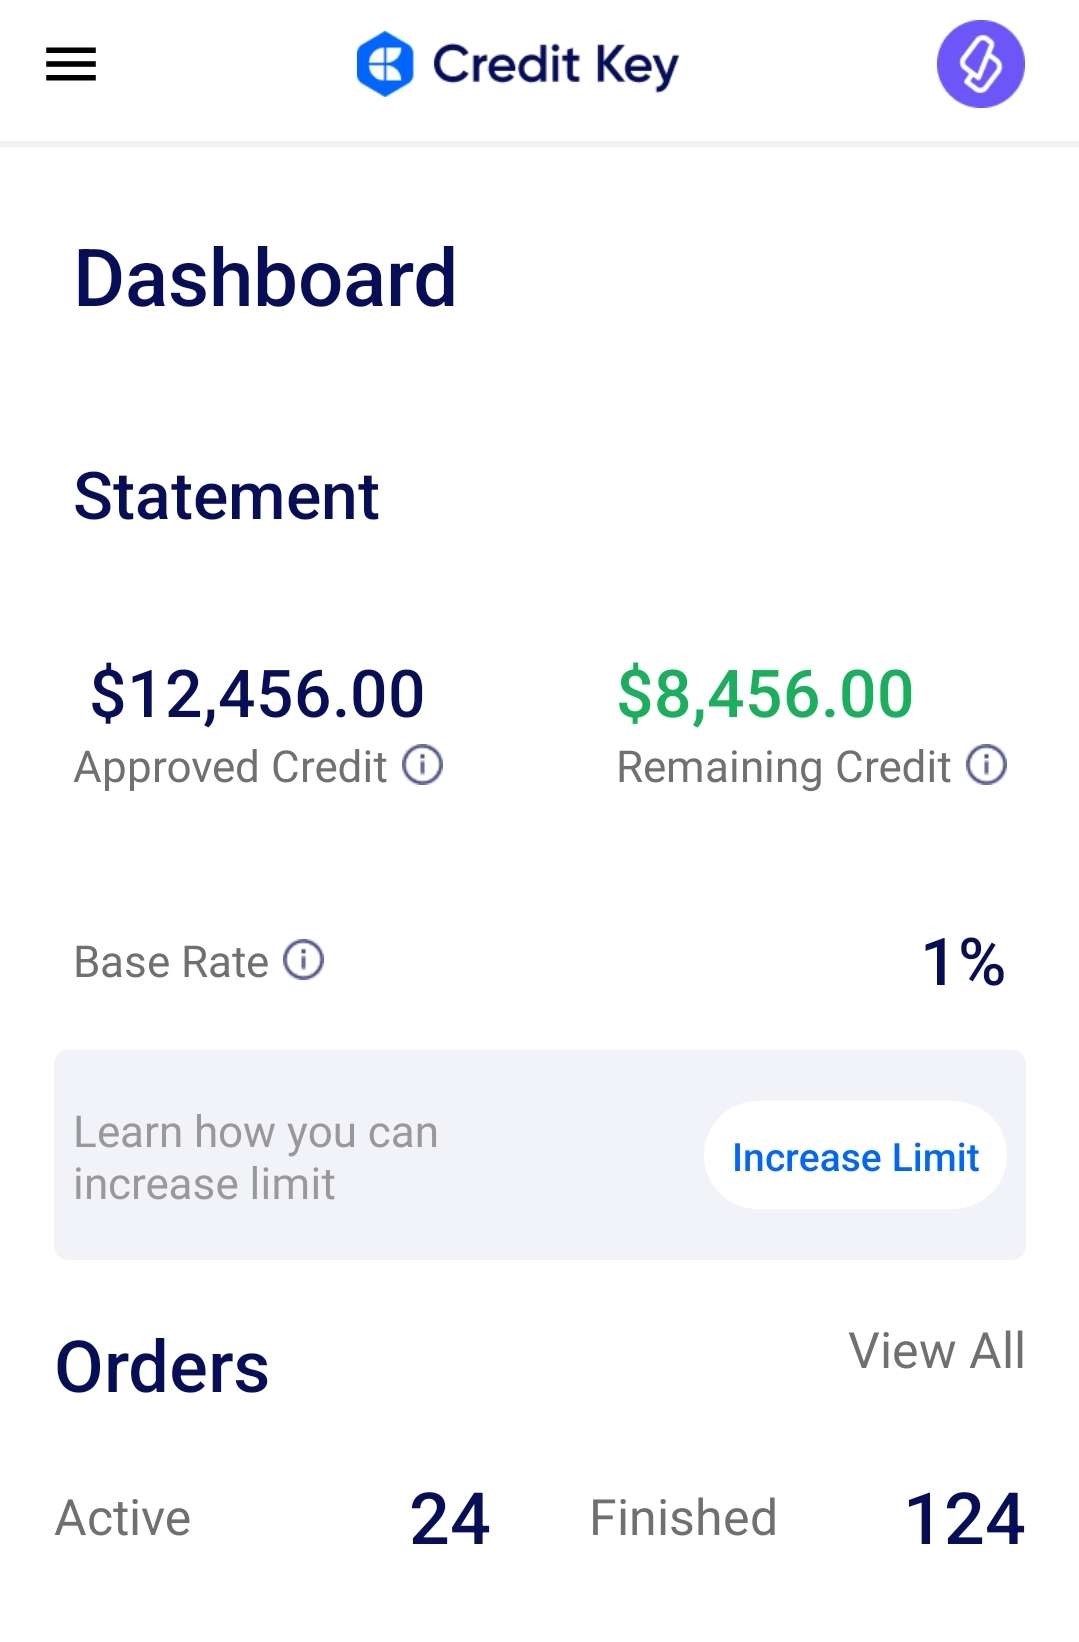 Credit Key
Dashboard
Statement
$12,456.00
Approved Credit
$8,456.00
Remaining Credit
Base Rate
1%
Learn how you can
increase limit
Increase Limit
Orders
View All
Active
24
Finished
124